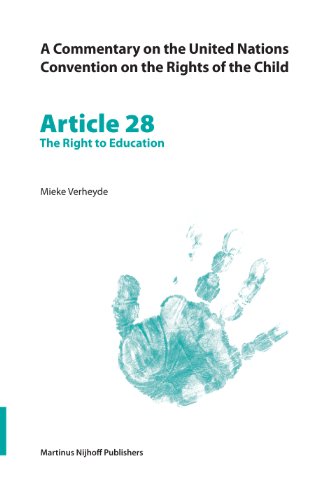 A Commentary on the United Nations
Convention on the Rights of the Child
Article 28
The Right to Education
Mieke Verheyde
Martinus Nijhoff Publishers